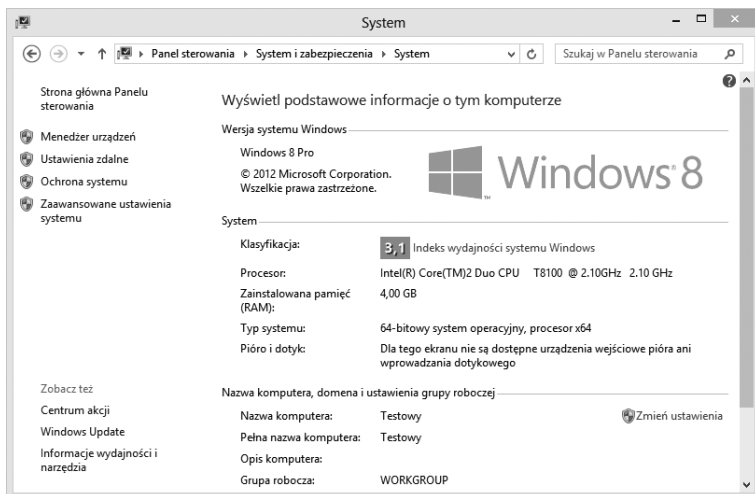 System
Panel sterowania System i zabezpieczenia System
Szukaj w Panelu sterowania
Strona główna Panelu
sterowania
Menedżer urządzeń
Ustawienia zdalne
Ochrona systemu
Zaawansowane ustawienia
systemu
Zobacz też
Centrum akcji
Windows Update
Informacje wydajności i
narzędzia
Wyświetl podstawowe informacje o tym komputerze
Wersja systemu Windows
Windows 8 Pro
© 2012 Microsoft Corporation.
Wszelkie prawa zastrzeżone.
Windows 8
System
Klasyfikacja: 3,1 Indeks wydajności systemu Windows
Procesor: Intel(R) Core(TM)2 Duo CPU T8100 @ 2.10GHz 2.10 GHz
Zainstalowana pamięć 4,00 GB
(RAM):
Typ systemu: 64-bitowy system operacyjny, procesor x64
Pióro i dotyk: Dla tego ekranu nie są dostępne urządzenia wejściowe pióra ani
wprowadzania dotykowego
Nazwa komputera, domena i ustawienia grupy roboczej
Nazwa komputera: Testowy Zmień ustawienia
Pełna nazwa komputera: Testowy
Opis komputera:
Grupa robocza: WORKGROUP